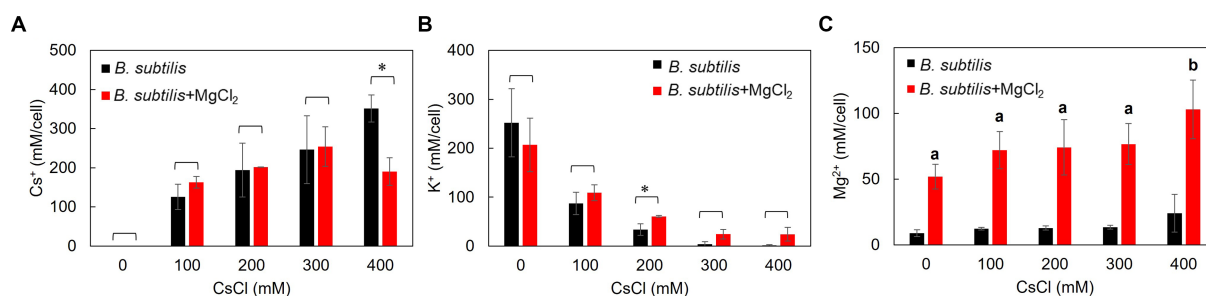 A
Cs+ (mM/cell)
500
400
300
200
100
0
B. subtilis
B. subtilis+MgCl2
*
0 100 200 300 400
CsCl (mM)
B
K+ (mM/cell)
400
300
200
100
0
B. subtilis
B. subtilis+MgCl2
*
0 100 200 300 400
CsCl (mM)
C
Mg2+ (mM/cell)
150
100
50
0
B. subtilis
B. subtilis+MgCl2
a a a a b
0 100 200 300 400
CsCl (mM)